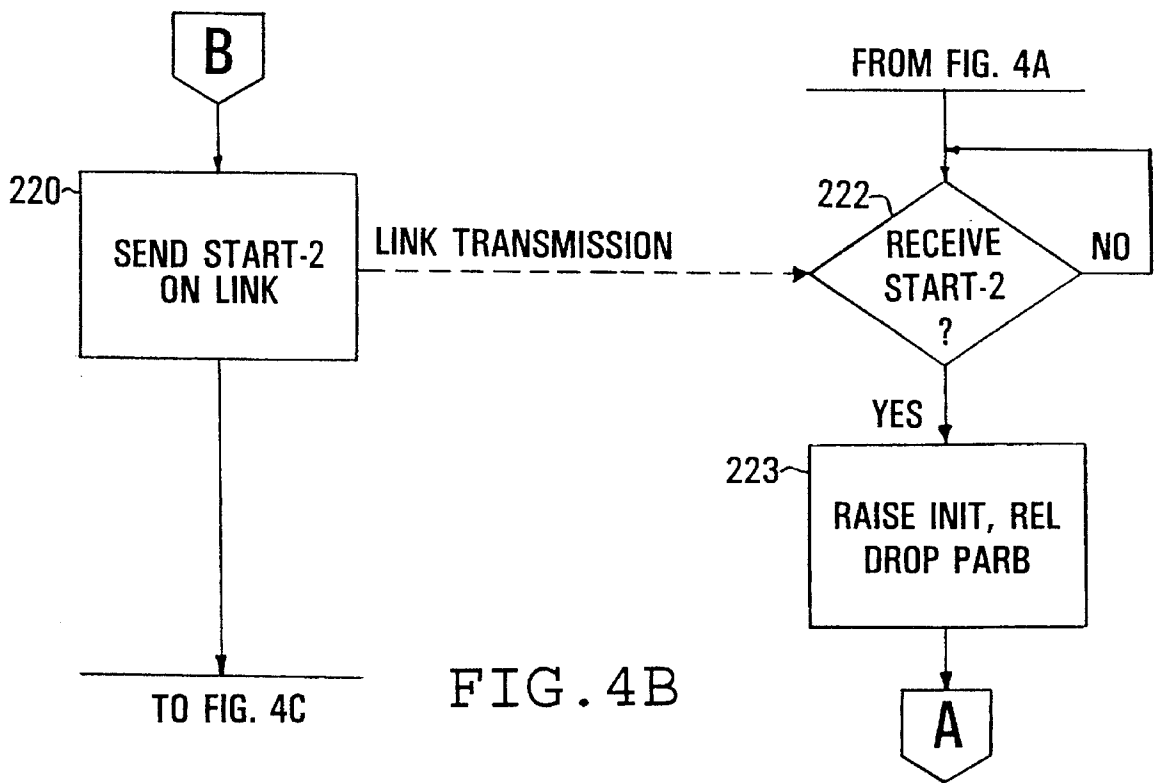 B
FROM FIG. 4A
220
SEND START-2
ON LINK
LINK TRANSMISSION
222
RECEIVE
START-2
?
NO
YES
223
RAISE INIT, REL
DROP PARB
TO FIG. 4C
FIG.4B
A